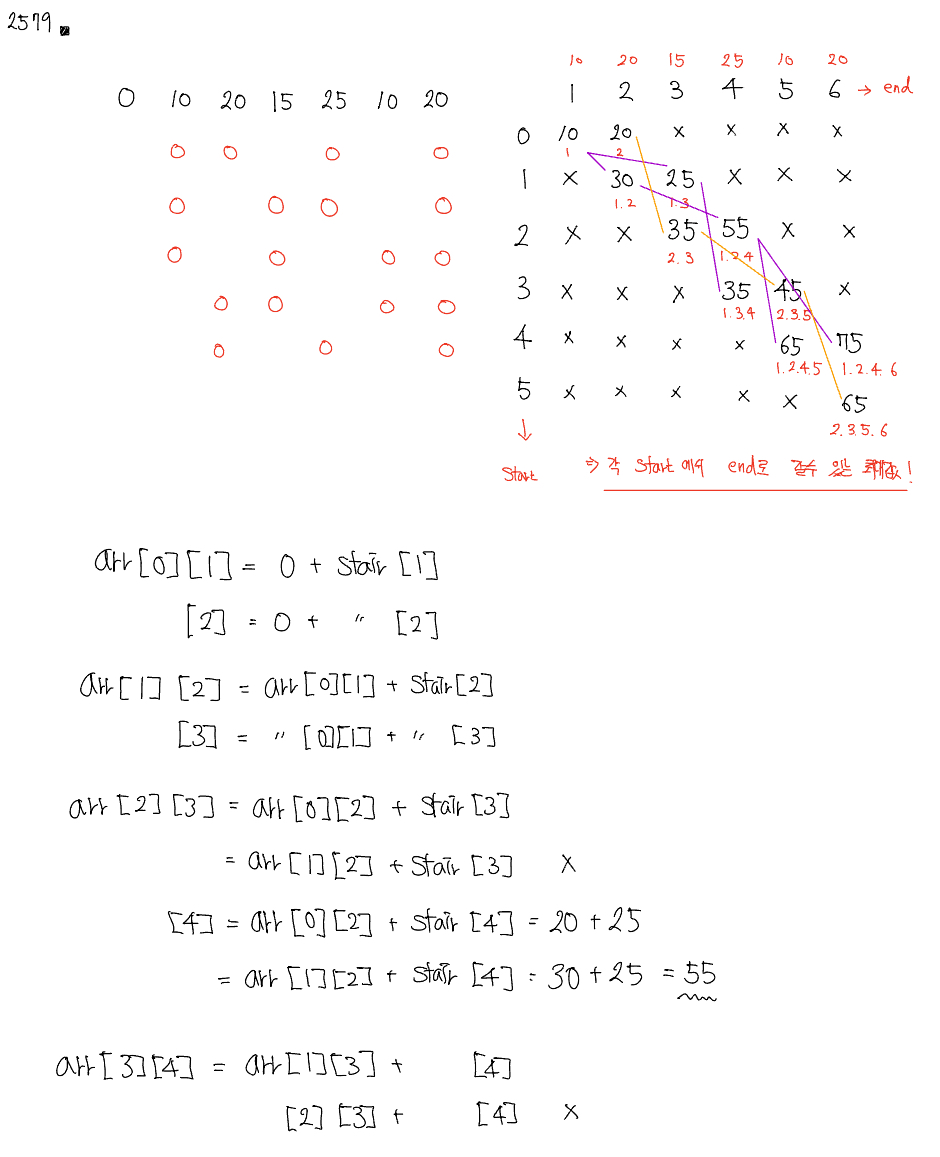 2579.
0 10 20 15 25 10 20
O O O O
O O O O
O O O O
O O O O
O O O
10 20 15 25 10 20
1 2 3 4 5 6 → end
0 10 20 x x x x
1 2
1 x 30 25 x x x
1.2 1.3
2 x x 35 55 x x
2.3 1.2.4
3 x x x 35 45 x
1.3.4 2.3.5
4 x x x x 65 75
1.2.4.5 1.2.4.6
5 x x x x x 65
2.3.5.6
↓
start
⇒ 각 start 에서 end로 갈수 있는 최대값!
arr[0][1] = 0 + stair [1]
[2] = 0 + " [2]
arr[1][2] = arr[0][1] + stair[2]
[3] = " [0][1] + " [3]
arr[2][3] = arr[0][2] + stair[3]
= arr[1][2] + stair[3] x
[4] = arr[0][2] + stair[4] = 20 + 25
= arr[1][2] + stair[4] = 30 + 25 = 55
arr[3][4] = arr[1][3] + [4]
[2][3] + [4] x